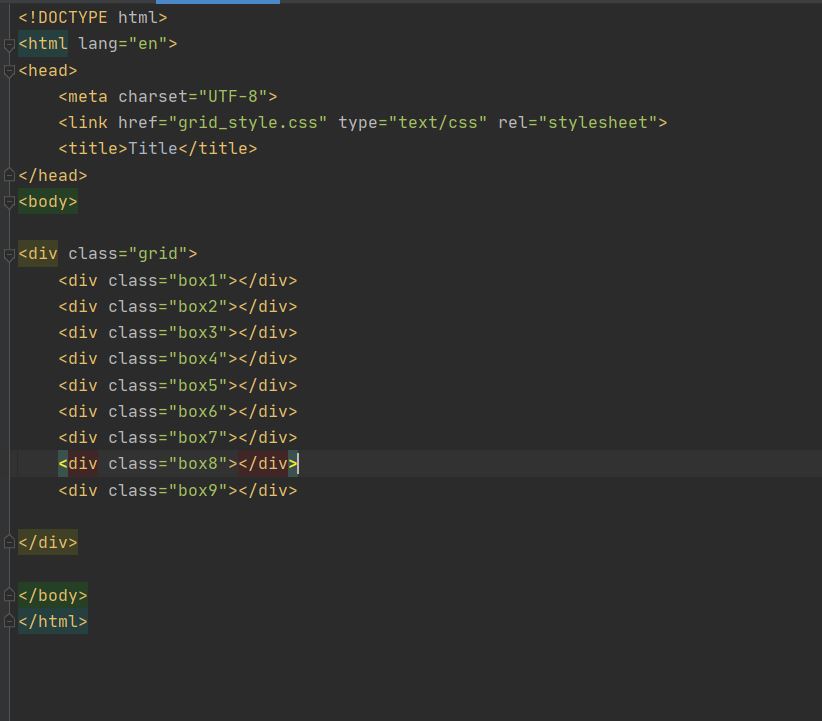 <!DOCTYPE html>
<html lang="en">
<head>
    <meta charset="UTF-8">
    <link href="grid_style.css" type="text/css" rel="stylesheet">
    <title>Title</title>
</head>
<body>

<div class="grid">
    <div class="box1"></div>
    <div class="box2"></div>
    <div class="box3"></div>
    <div class="box4"></div>
    <div class="box5"></div>
    <div class="box6"></div>
    <div class="box7"></div>
    <div class="box8"></div>
    <div class="box9"></div>

</div>

</body>
</html>